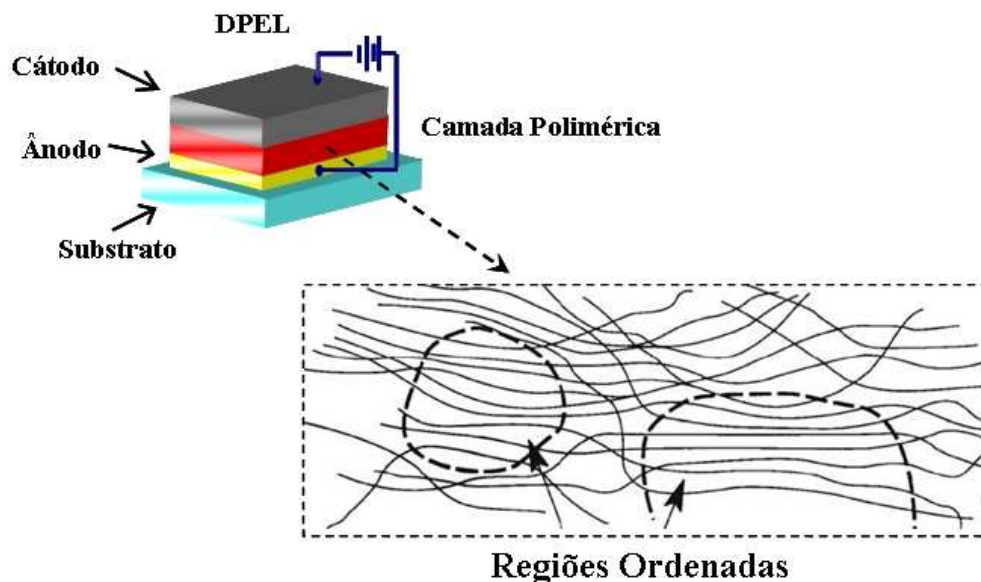 DPEL
Cátodo
Camada Polimérica
Ânodo
Substrato
Regiões Ordenadas